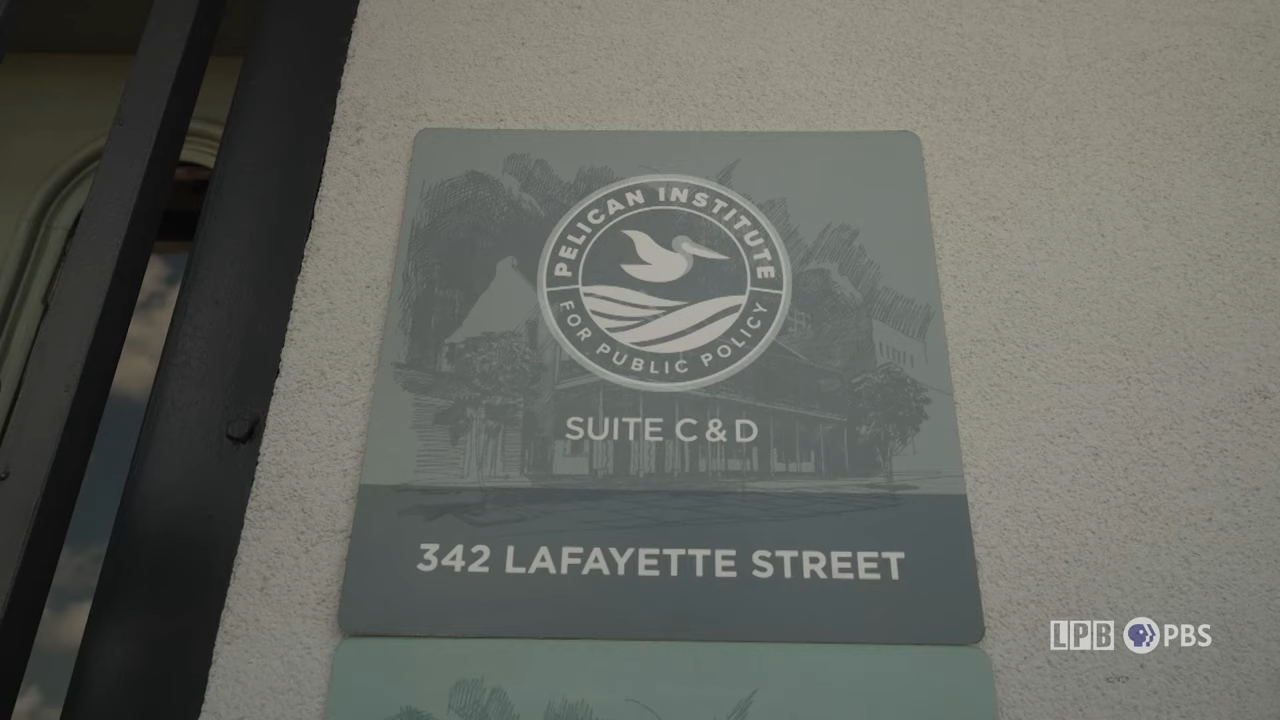 PELICAN INSTITUTE
FOR PUBLIC POLICY
SUITE C & D
342 LAFAYETTE STREET
LPB PBS